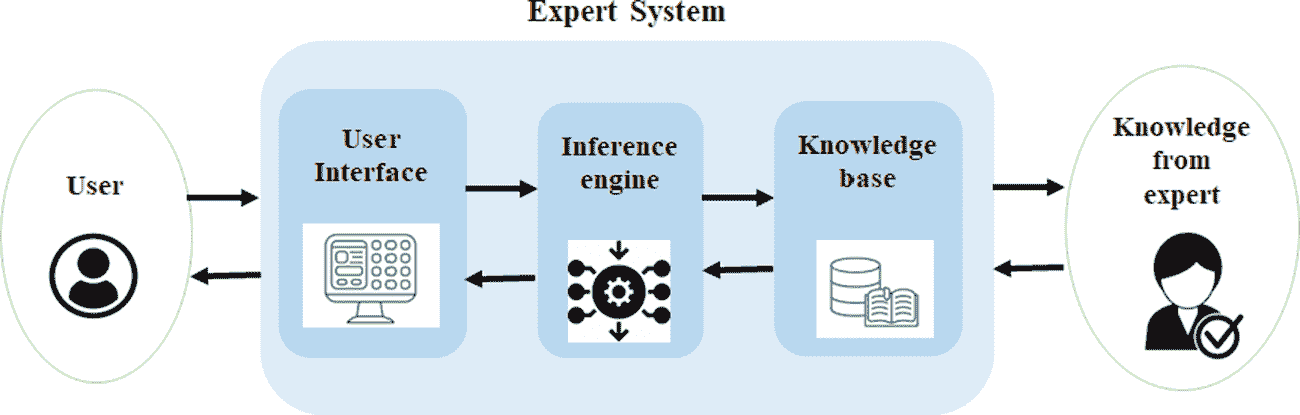 Expert System
User
User
Interface
Inference
engine
Knowledge
base
Knowledge
from
expert